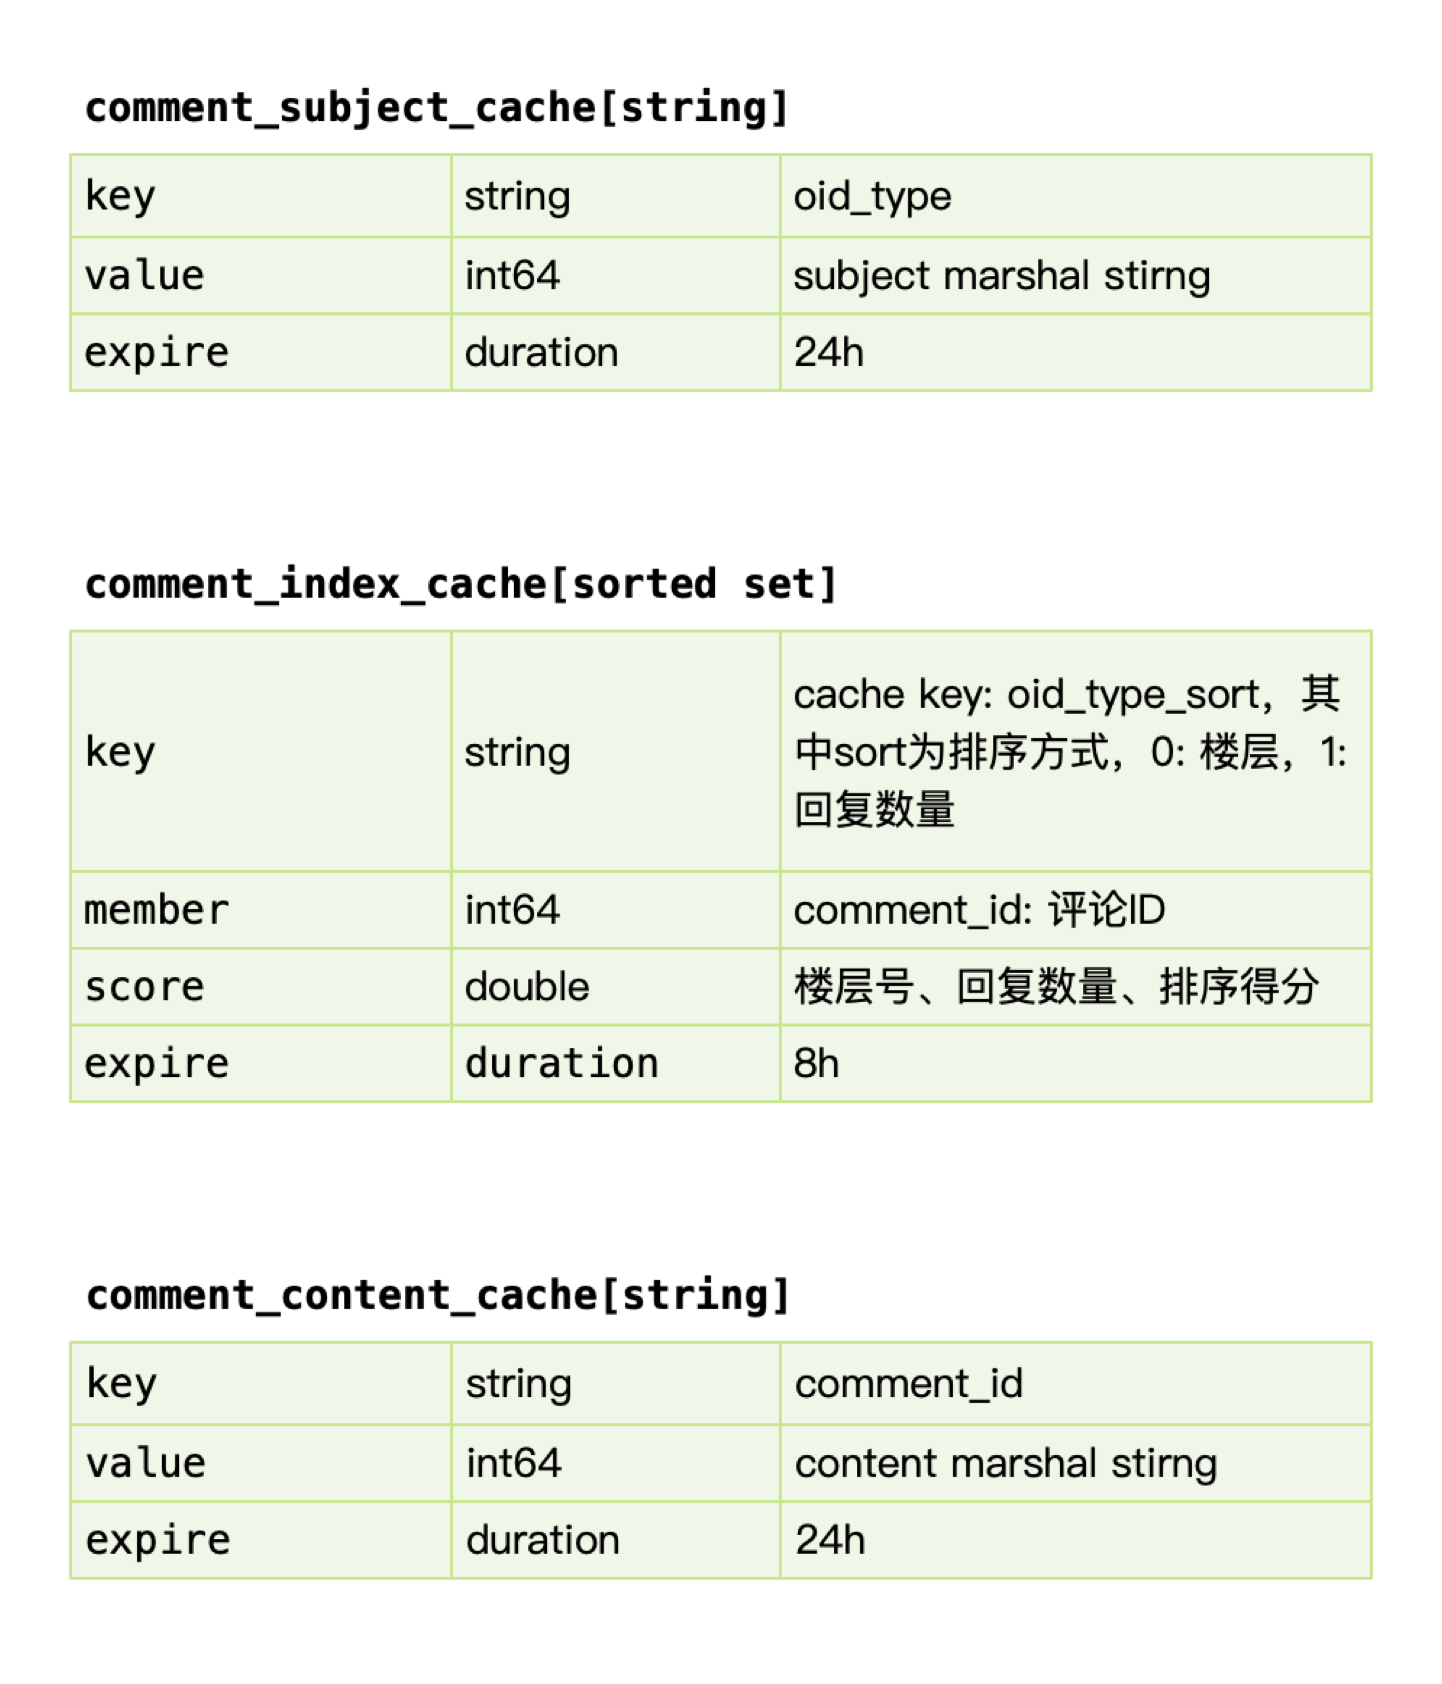 comment_subject_cache[string]
key string oid_type
value int64 subject marshal stirng
expire duration 24h
comment_index_cache[sorted set]
key string cache key: oid_type_sort，其
中sort为排序方式，0: 楼层，1:
回复数量
member int64 comment_id: 评论ID
score double 楼层号、回复数量、排序得分
expire duration 8h
comment_content_cache[string]
key string comment_id
value int64 content marshal stirng
expire duration 24h